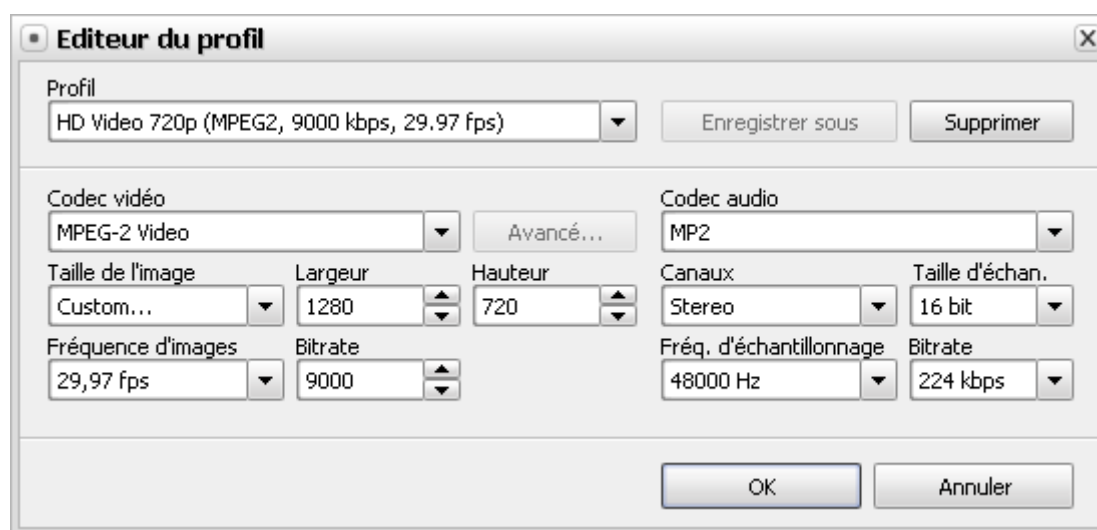 Editeur du profil
Profil
HD Video 720p (MPEG2, 9000 kbps, 29.97 fps) Enregistrer sous Supprimer
Codec vidéo Codec audio
MPEG-2 Video Avancé... MP2
Taille de l'image Largeur Hauteur Canaux Taille d'échan.
Custom... 1280 720 Stereo 16 bit
Fréquence d'images Bitrate Fréq. d'échantillonnage Bitrate
29,97 fps 9000 48000 Hz 224 kbps
OK Annuler